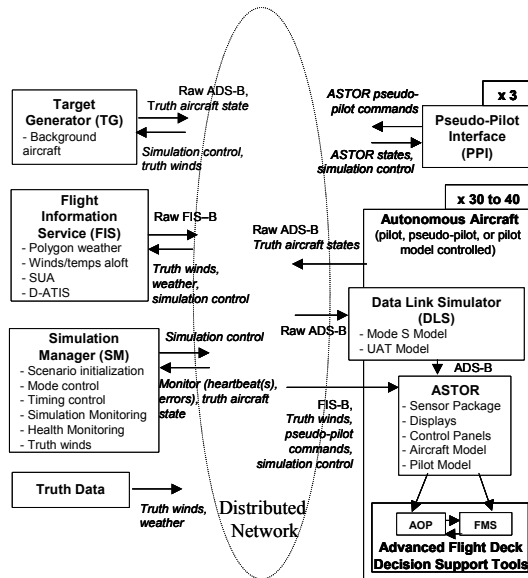 Target
Generator (TG)
- Background
aircraft
Raw ADS-B,
Truth aircraft state
Simulation control,
truth winds
Flight
Information
Service (FIS)
- Polygon weather
- Winds/temps aloft
- SUA
- D-ATIS
Raw FIS–B
Truth winds,
weather,
simulation control
Simulation
Manager (SM)
- Scenario initialization
- Mode control
- Timing control
- Simulation Monitoring
- Health Monitoring
- Truth winds
Simulation control
Monitor (heartbeat(s),
errors), truth aircraft
state
Truth Data
Truth winds,
weather
Distributed
Network
x 3
Pseudo-Pilot
Interface
(PPI)
ASTOR pseudo-
pilot commands
ASTOR states,
simulation control
x 30 to 40
Autonomous Aircraft
(pilot, pseudo-pilot, or pilot
model controlled)
Raw ADS-B
Truth aircraft states
Data Link Simulator
(DLS)
- Mode S Model
- UAT Model
Raw ADS-B
ADS-B
ASTOR
- Sensor Package
- Displays
- Control Panels
- Aircraft Model
- Pilot Model
FIS-B,
Truth winds,
pseudo-pilot
commands,
simulation control
AOP
FMS
Advanced Flight Deck
Decision Support Tools